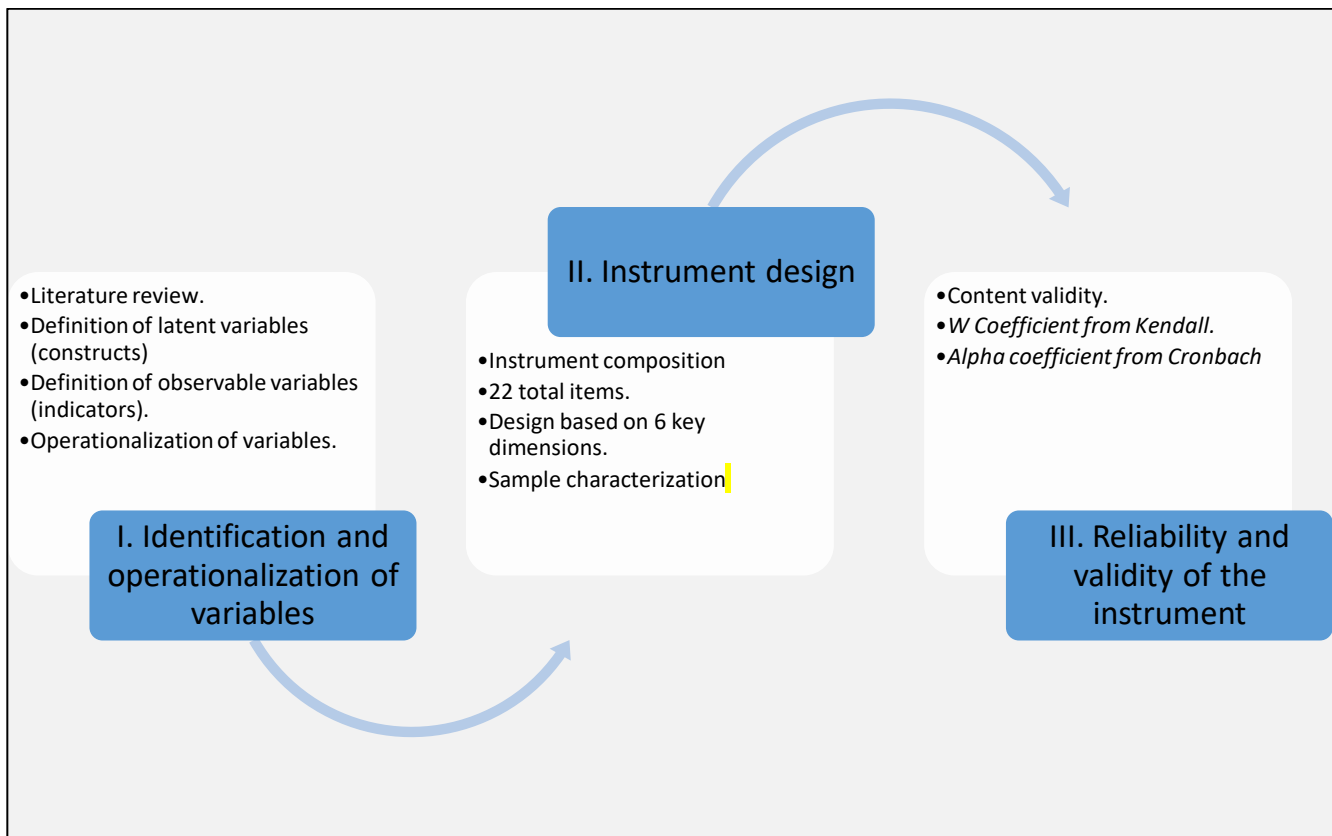 •Literature review.
•Definition of latent variables
(constructs)
•Definition of observable variables
(indicators).
•Operationalization of variables.
I. Identification and
operationalization of
variables
II. Instrument design
•Instrument composition
•22 total items.
•Design based on 6 key
dimensions.
•Sample characterization
•Content validity.
•W Coefficient from Kendall.
•Alpha coefficient from Cronbach
III. Reliability and
validity of the
instrument